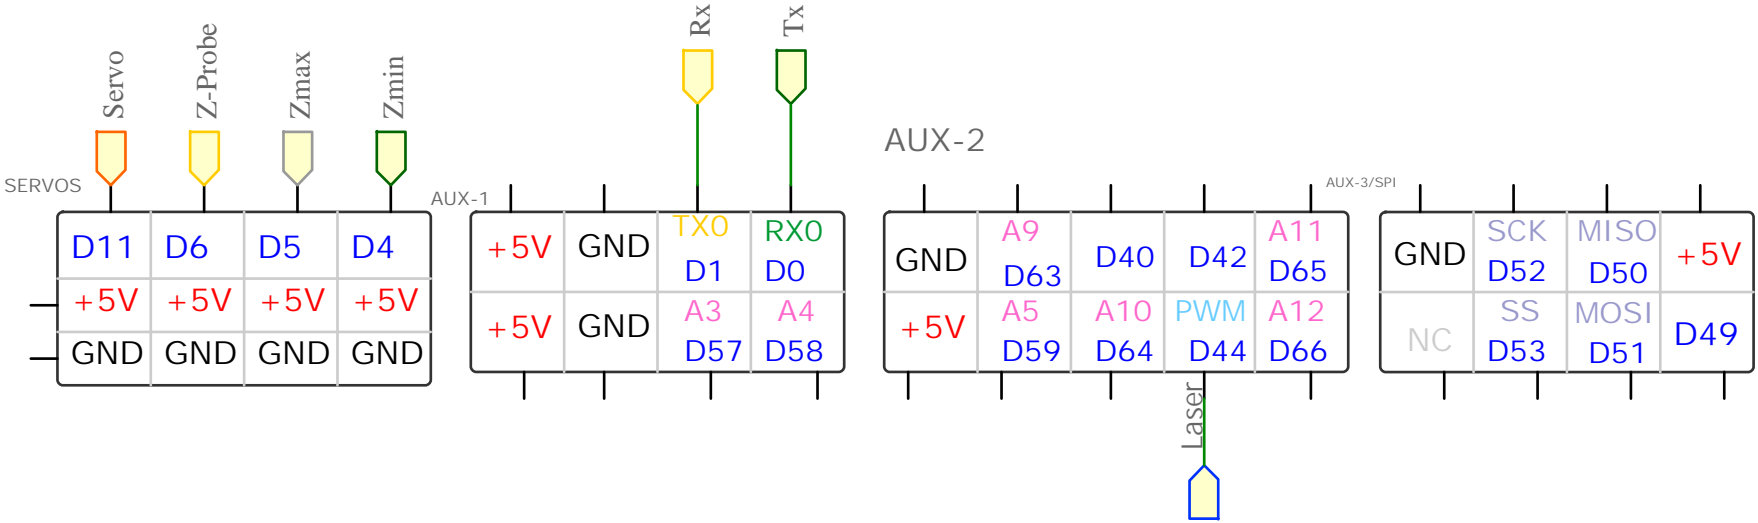 Servo
Z-Probe
Zmax
Zmin
SERVOS
D11 D6 D5 D4
+5V +5V +5V +5V
GND GND GND GND
Rx
Tx
AUX-1
+5V GND TX0 RX0
D1 D0
+5V GND A3 A4
D57 D58
AUX-2
GND A9 D40 D42 A11
D63 D65
+5V A5 A10 PWM A12
D59 D64 D44 D66
Laser
AUX-3/SPI
GND SCK MISO +5V
D52 D50
NC SS MOSI D49
D53 D51